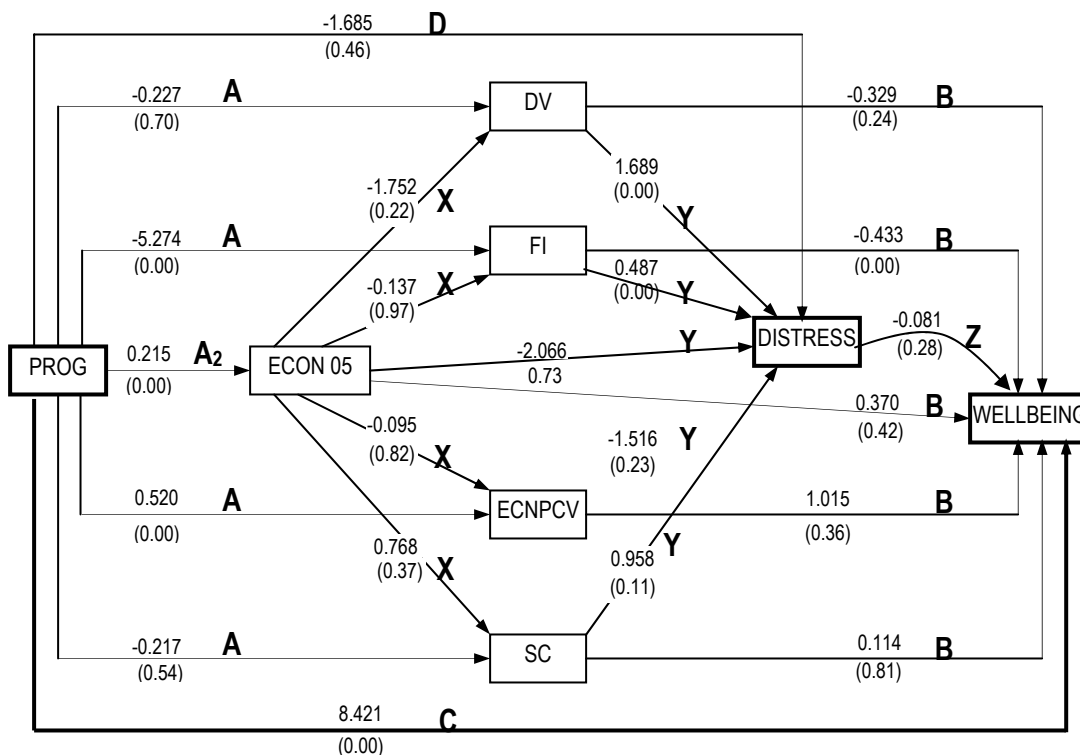 -1.685 D
(0.46)
-0.227 A
(0.70)
DV
-0.329 B
(0.24)
1.689
(0.00)
Y
-1.752
(0.22) X
-5.274 A
(0.00)
FI
-0.433 B
(0.00)
-0.137
(0.97) X
0.487
(0.00) Y
PROG
0.215 A2
(0.00)
ECON 05
-2.066 Y
0.73
DISTRESS
-0.081 Z
(0.28)
0.370 B
(0.42)
WELLBEING
-0.095
(0.82) X
-1.516 Y
(0.23)
0.520 A
(0.00)
ECNPCV
1.015 B
(0.36)
0.768
(0.37) X
0.958 Y
(0.11)
-0.217 A
(0.54)
SC
0.114 B
(0.81)
8.421 C
(0.00)